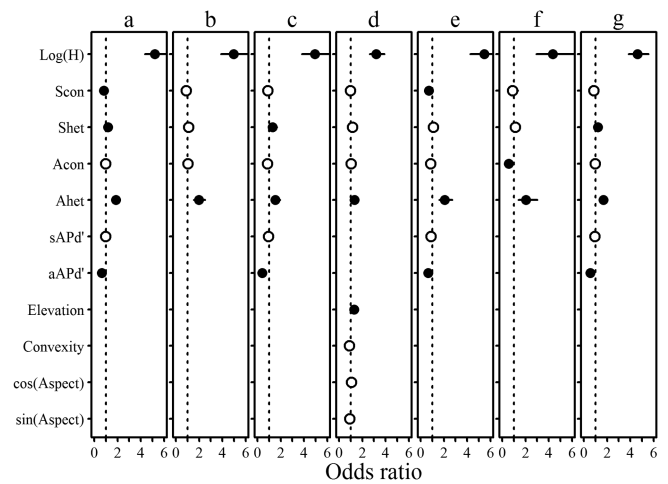 a b c d e f g
Log(H)
Scon
Shet
Acon
Ahet
sAPd'
aAPd'
Elevation
Convexity
cos(Aspect)
sin(Aspect)
0 2 4 6 0 2 4 6 0 2 4 6 0 2 4 6 0 2 4 6 0 2 4 6 0 2 4 6
Odds ratio